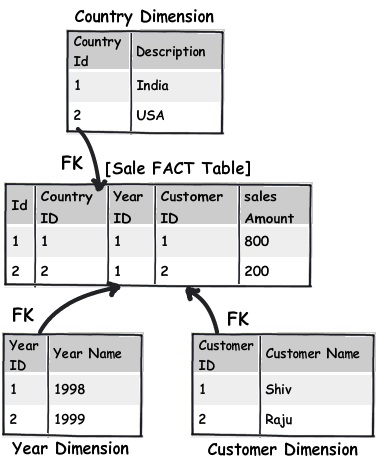 Country Dimension
Country Id Description
1 India
2 USA
FK [Sale FACT Table]
Id Country ID Year ID Customer ID sales Amount
1 1 1 1 800
2 2 1 2 200
FK FK
Year ID Year Name
1 1998
2 1999
Year Dimension
Customer ID Customer Name
1 Shiv
2 Raju
Customer Dimension